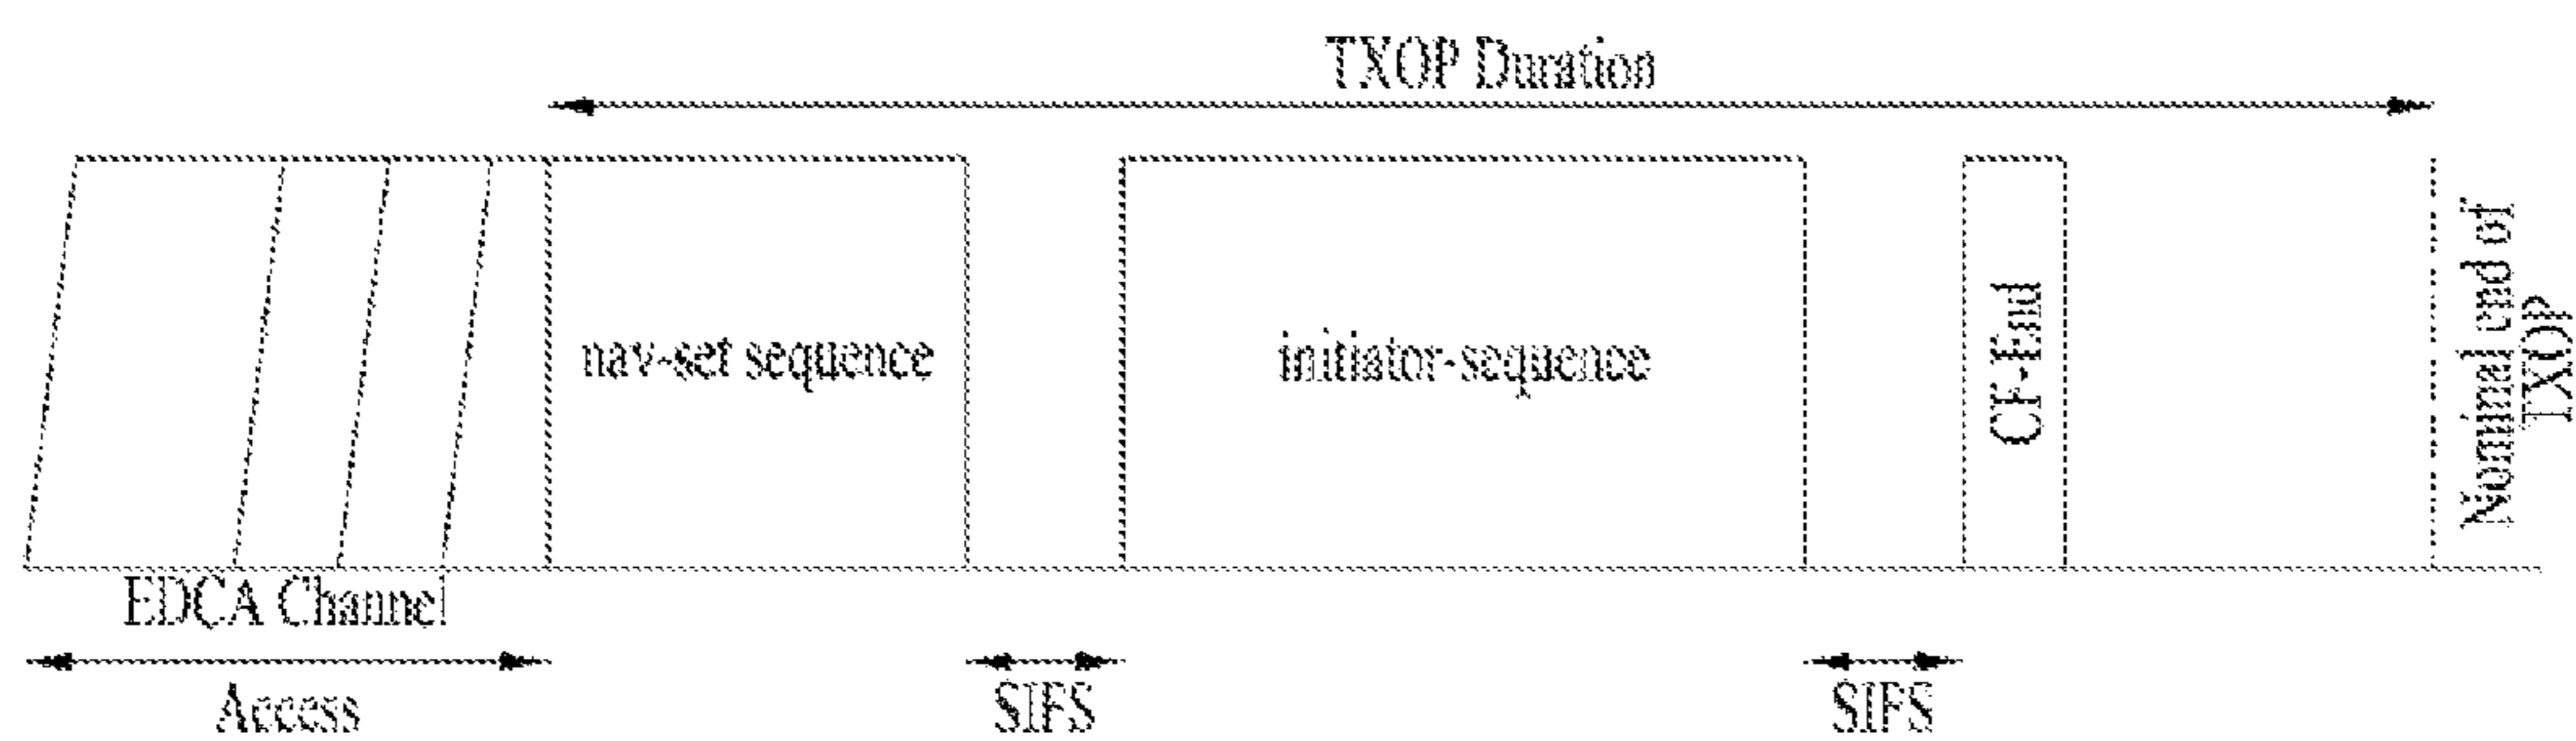 TXOP Duration
nav-set sequence
initiator-sequence
CF-End
Nominal end of
TXOP
EDCA Channel
Access
SIFS
SIFS